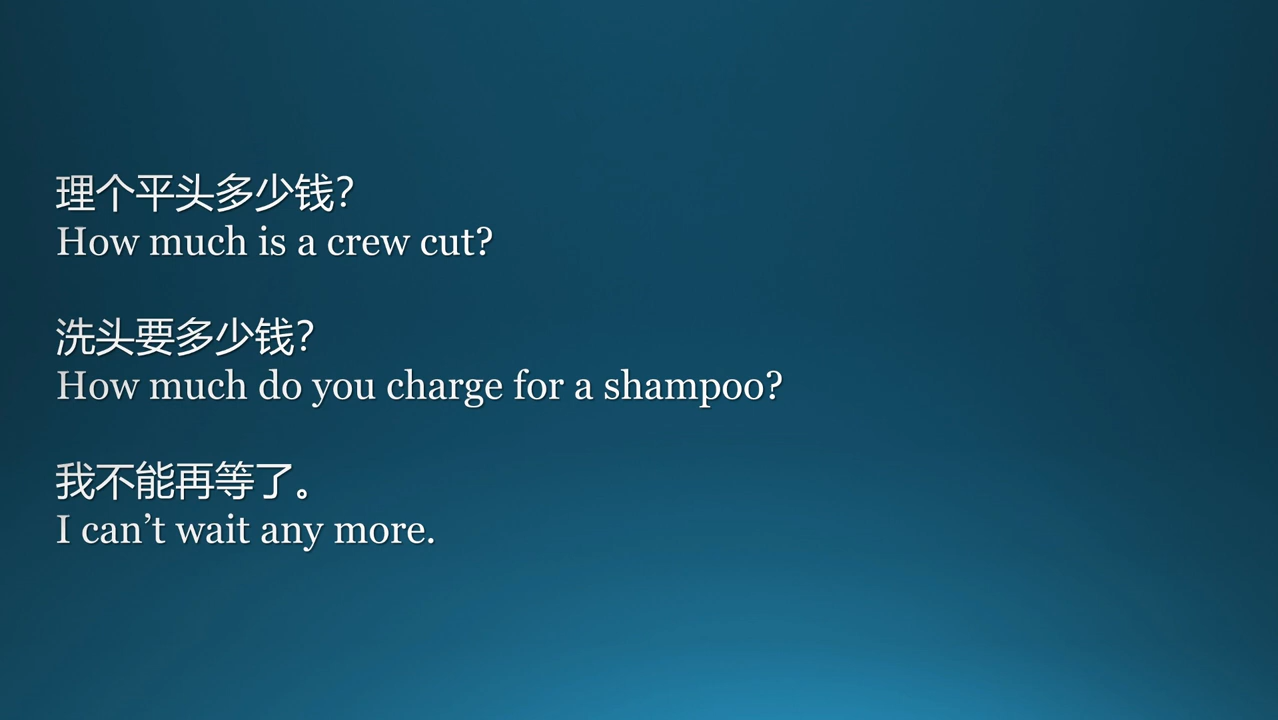 理个平头多少钱？
How much is a crew cut?
洗头要多少钱？
How much do you charge for a shampoo?
我不能再等了。
I can’t wait any more.